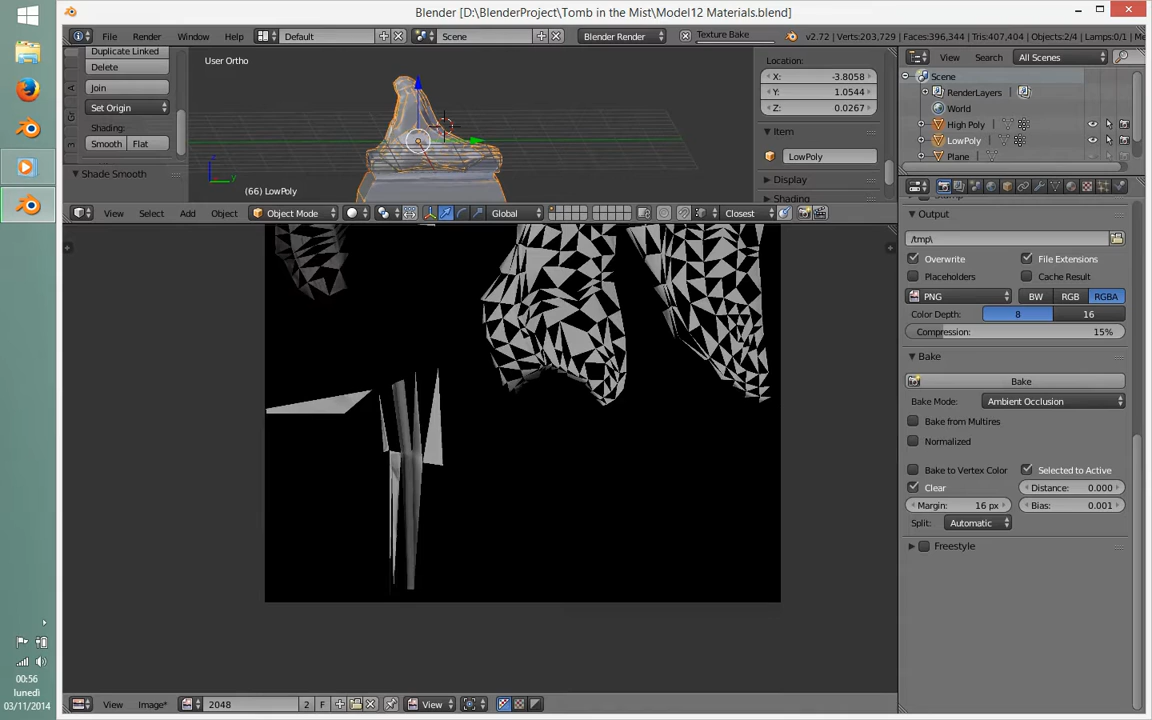 Blender [D:\BlenderProject\Tomb in the Mist\Model12 Materials.blend]
File Render Window Help Default Scene Blender Render Texture Bake v2.72 | Verts:203,729 | Faces:396,344 | Tris:407,404 | Objects:2/4 | Lamps:0/1 | Mem
Duplicate Linked
Delete
Join
Set Origin
Shading:
Smooth Flat
Shade Smooth
User Ortho
(66) LowPoly
Location:
X: -3.8058
Y: 1.0544
Z: 0.0267
Item
LowPoly
Display
Shading
View Search All Scenes
Scene
RenderLayers
World
High Poly
LowPoly
Plane
View Select Add Object Object Mode Global Closest
Output
/tmp\
Overwrite File Extensions
Placeholders Cache Result
PNG BW RGB RGBA
Color Depth: 8 16
Compression: 15%
Bake
Bake
Bake Mode: Ambient Occlusion
Bake from Multires
Normalized
Bake to Vertex Color Selected to Active
Clear Distance: 0.000
Margin: 16 px Bias: 0.001
Split: Automatic
Freestyle
View Image* 2048 2 F View
00:56
lunedì
03/11/2014